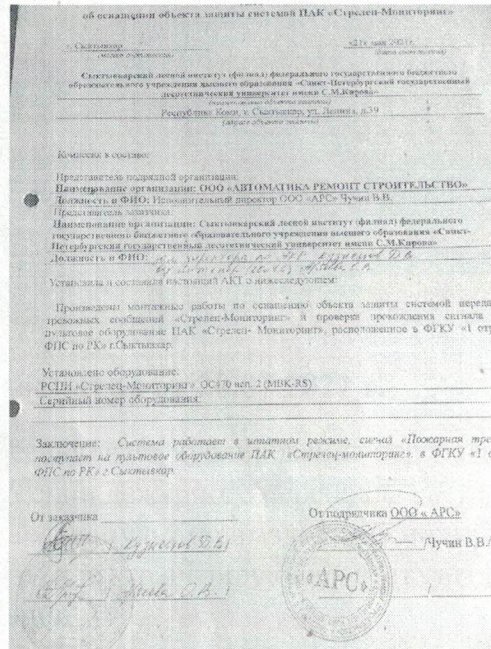 об оснащении объекта защиты системой ПАК «Стрелец-Мониторинг»
г. Сыктывкар «21» мая 2021г.
Сыктывкарский лесной институт (филиал) федерального государственного бюджетного
образовательного учреждения высшего образования «Санкт-Петербургский государственный
лесотехнический университет имени С.М.Кирова»
(наименование объекта защиты)
Республика Коми, г. Сыктывкар, ул. Ленина, д.39
(адрес объекта защиты)
Комиссия в составе:
Представитель подрядной организации:
Наименование организации: ООО «АВТОМАТИКА РЕМОНТ СТРОИТЕЛЬСТВО»
Должность и ФИО: Исполнительный директор ООО «АРС» Чучин В.В.
Представитель заказчика:
Наименование организации: Сыктывкарский лесной институт (филиал) федерального
государственного бюджетного образовательного учреждения высшего образования «Санкт-
Петербургский государственный лесотехнический университет имени С.М.Кирова»
Должность и ФИО: директора по Кузнецов Д.В.
Установила и составила настоящий АКТ о нижеследующем:
Произведены монтажные работы по оснащению объекта защиты системой переда
тревожных сообщений «Стрелец-Мониторинг» и проверке прохождения сигнала
пультовое оборудование ПАК «Стрелец- Мониторинг», расположенное в ФГКУ «1 отр
ФПС по РК» г.Сыктывкар.
Установлено оборудование:
РСПИ «Стрелец-Мониторинг» ОС470 исп. 2 (МВК-RS)
Серийный номер оборудования:
Заключение: Система работает в штатном режиме, сигнал «Пожарная тре
поступает на пультовое оборудование ПАК «Стрелец-мониторинг», в ФГКУ «1 о
ФПС по РК» г.Сыктывкар.
От заказчика От подрядчика ООО « АРС»
Кузнецов Д.В. /Чучин В.В./
«АРС»